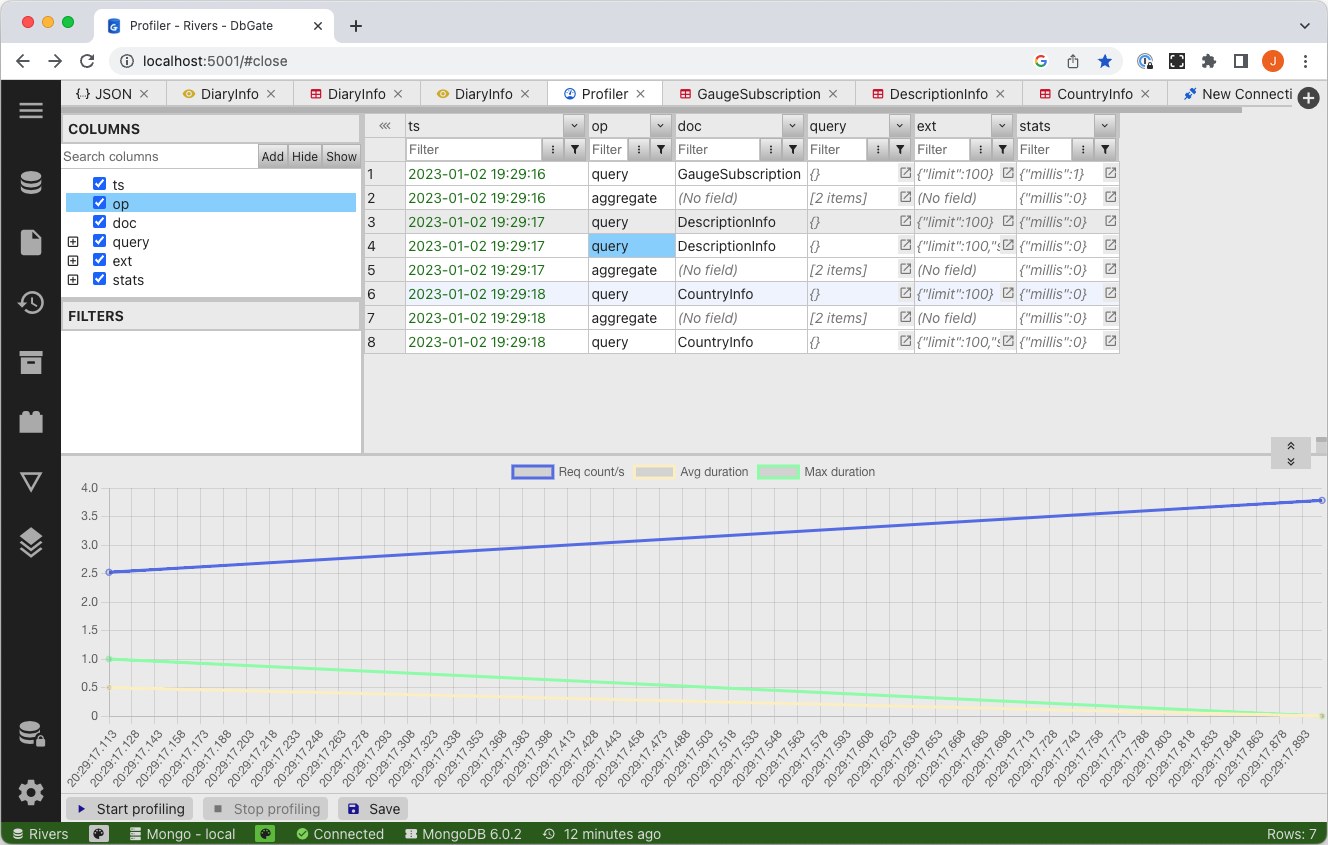 Profiler - Rivers - DbGate
localhost:5001/#close
J
{..} JSON DiaryInfo DiaryInfo DiaryInfo Profiler GaugeSubscription DescriptionInfo CountryInfo New Connecti
COLUMNS
Search columns Add Hide Show
ts
op
doc
query
ext
stats
FILTERS
ts op doc query ext stats
Filter Filter Filter Filter Filter Filter
1 2023-01-02 19:29:16 query GaugeSubscription {} {"limit":100} {"millis":1}
2 2023-01-02 19:29:16 aggregate (No field) [2 items] (No field) {"millis":0}
3 2023-01-02 19:29:17 query DescriptionInfo {} {"limit":100} {"millis":0}
4 2023-01-02 19:29:17 query DescriptionInfo {} {"limit":100,"s {"millis":0}
5 2023-01-02 19:29:17 aggregate (No field) [2 items] (No field) {"millis":0}
6 2023-01-02 19:29:18 query CountryInfo {} {"limit":100} {"millis":0}
7 2023-01-02 19:29:18 aggregate (No field) [2 items] (No field) {"millis":0}
8 2023-01-02 19:29:18 query CountryInfo {} {"limit":100,"s {"millis":0}
Req count/s Avg duration Max duration
4.0
3.5
3.0
2.5
2.0
1.5
1.0
0.5
0
20:29:17.113 20:29:17.128 20:29:17.143 20:29:17.158 20:29:17.173 20:29:17.188 20:29:17.203 20:29:17.218 20:29:17.233 20:29:17.248 20:29:17.263 20:29:17.278 20:29:17.293 20:29:17.308 20:29:17.323 20:29:17.338 20:29:17.353 20:29:17.368 20:29:17.383 20:29:17.398 20:29:17.413 20:29:17.443 20:29:17.458 20:29:17.473 20:29:17.488 20:29:17.503 20:29:17.518 20:29:17.533 20:29:17.548 20:29:17.563 20:29:17.578 20:29:17.593 20:29:17.608 20:29:17.623 20:29:17.638 20:29:17.653 20:29:17.668 20:29:17.683 20:29:17.698 20:29:17.713 20:29:17.728 20:29:17.743 20:29:17.758 20:29:17.773 20:29:17.788 20:29:17.803 20:29:17.818 20:29:17.833 20:29:17.848 20:29:17.863 20:29:17.878 20:29:17.893
Start profiling Stop profiling Save
Rivers Mongo - local Connected MongoDB 6.0.2 12 minutes ago Rows: 7